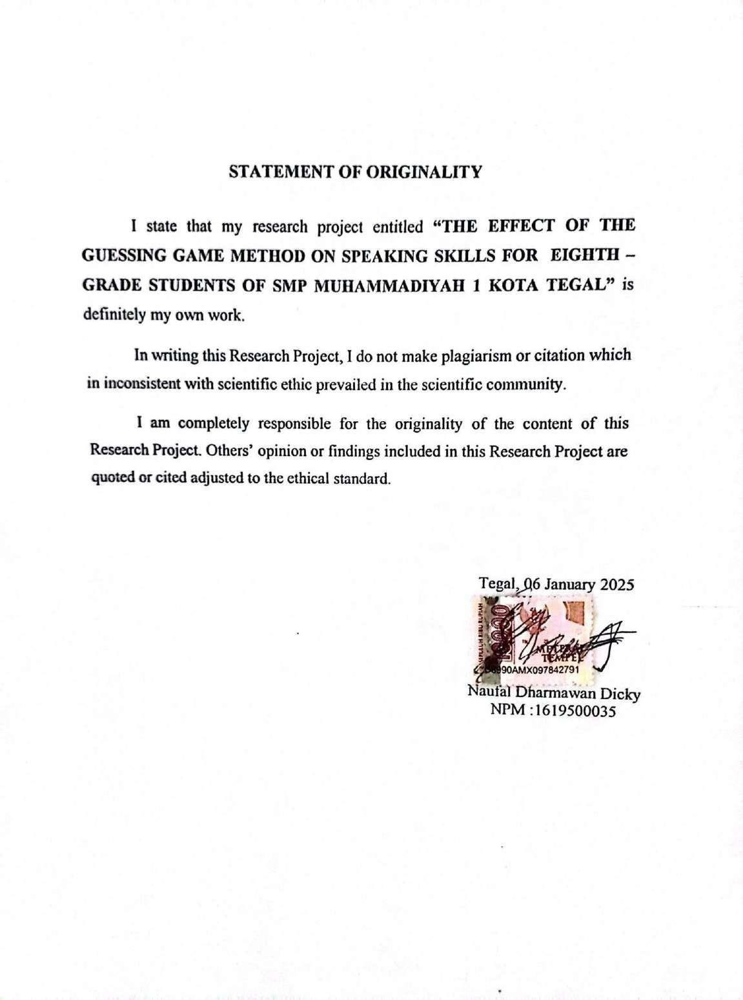 STATEMENT OF ORIGINALITY
I state that my research project entitled “THE EFFECT OF THE
GUESSING GAME METHOD ON SPEAKING SKILLS FOR EIGHTH –
GRADE STUDENTS OF SMP MUHAMMADIYAH 1 KOTA TEGAL” is
definitely my own work.
In writing this Research Project, I do not make plagiarism or citation which
in inconsistent with scientific ethic prevailed in the scientific community.
I am completely responsible for the originality of the content of this
Research Project. Others’ opinion or findings included in this Research Project are
quoted or cited adjusted to the ethical standard.
Tegal, 06 January 2025
SEPULUH RIBU RUPIAH
10000
METERAI
TEMPEL
990AMX097842791
Naufal Dharmawan Dicky
NPM :1619500035